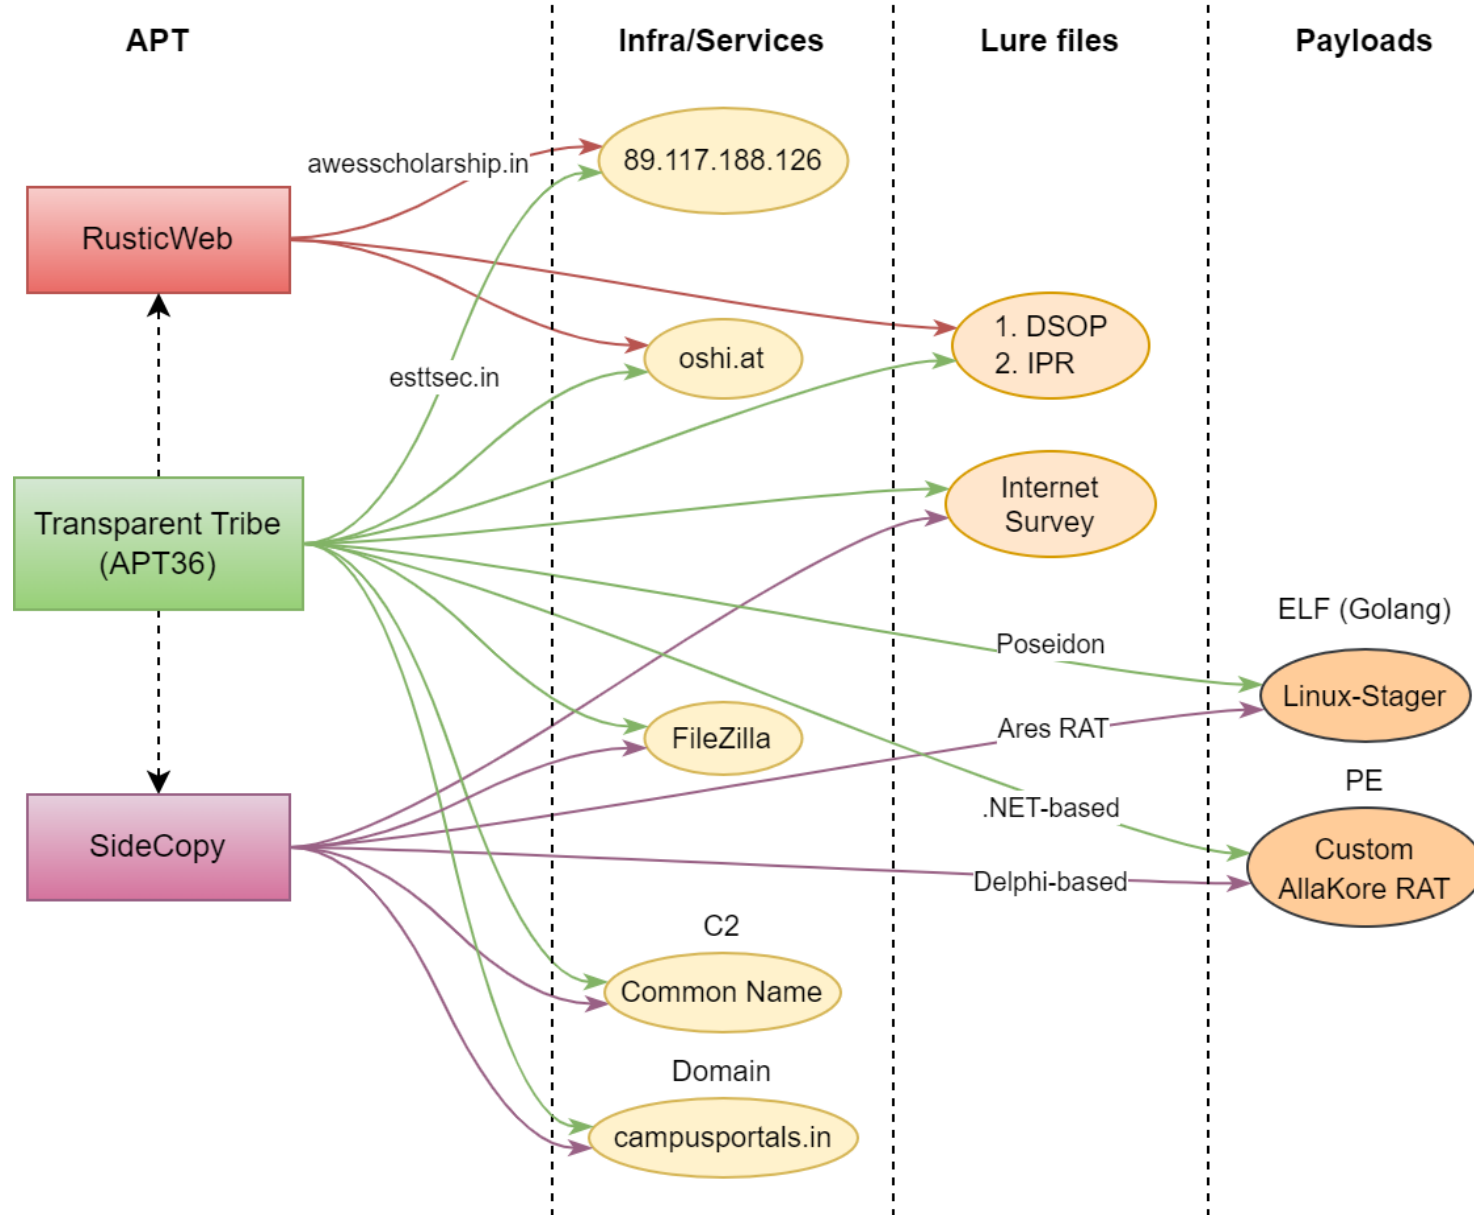 APT
Infra/Services
Lure files
Payloads
awesscholarship.in
89.117.188.126
RusticWeb
1. DSOP
2. IPR
oshi.at
esttsec.in
Internet
Survey
Transparent Tribe
(APT36)
ELF (Golang)
Poseidon
Linux-Stager
Ares RAT
FileZilla
PE
.NET-based
SideCopy
Custom
AllaKore RAT
Delphi-based
C2
Common Name
Domain
campusportals.in